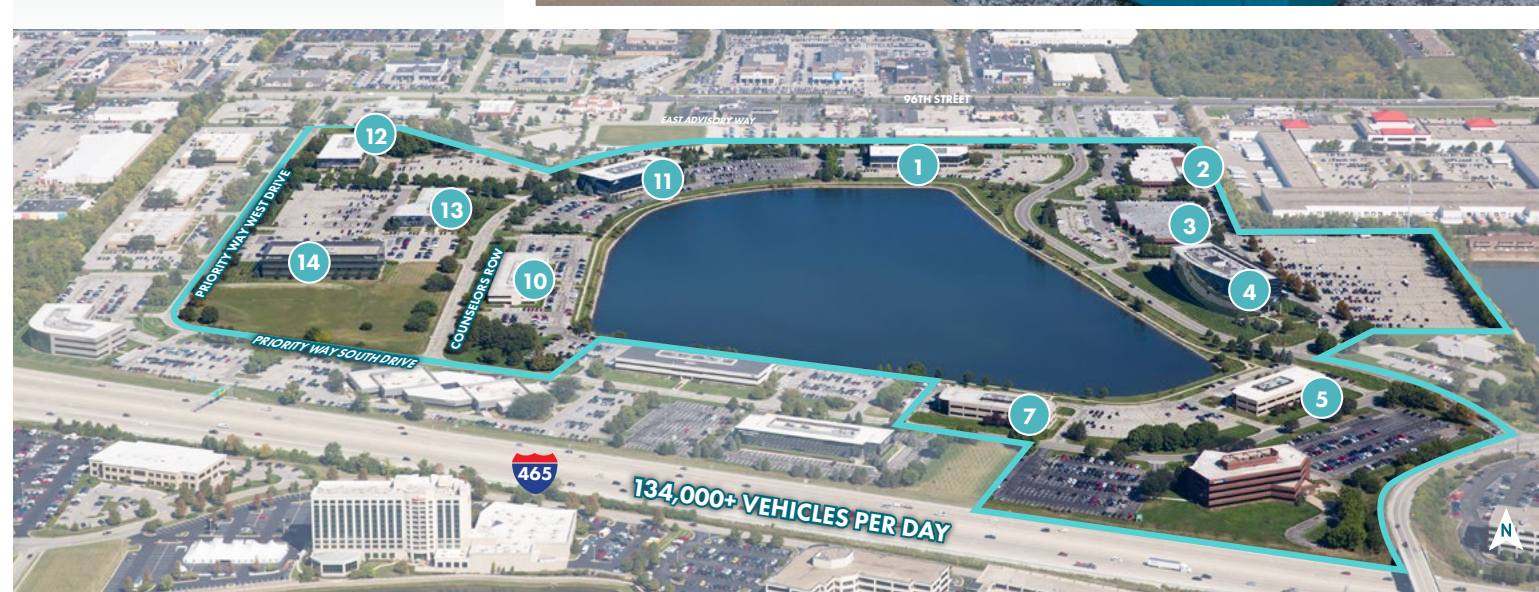 96TH STREET
EAST ADVISORY WAY
12
1
2
11
13
3
PRIORITY WAY WEST DRIVE
14
10
COUNSELORS ROW
4
PRIORITY WAY SOUTH DRIVE
7
5
465
134,000+ VEHICLES PER DAY
N